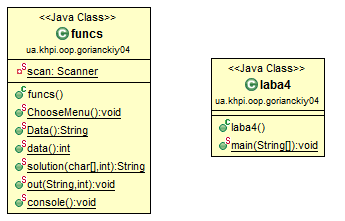 <<Java Class>>
funcs
ua.khpi.oop.gorianckiy04
scan: Scanner
funcs()
ChooseMenu():void
Data():String
data():int
solution(char[],int):String
out(String,int):void
console():void
<<Java Class>>
laba4
ua.khpi.oop.gorianckiy04
laba4()
main(String[]):void